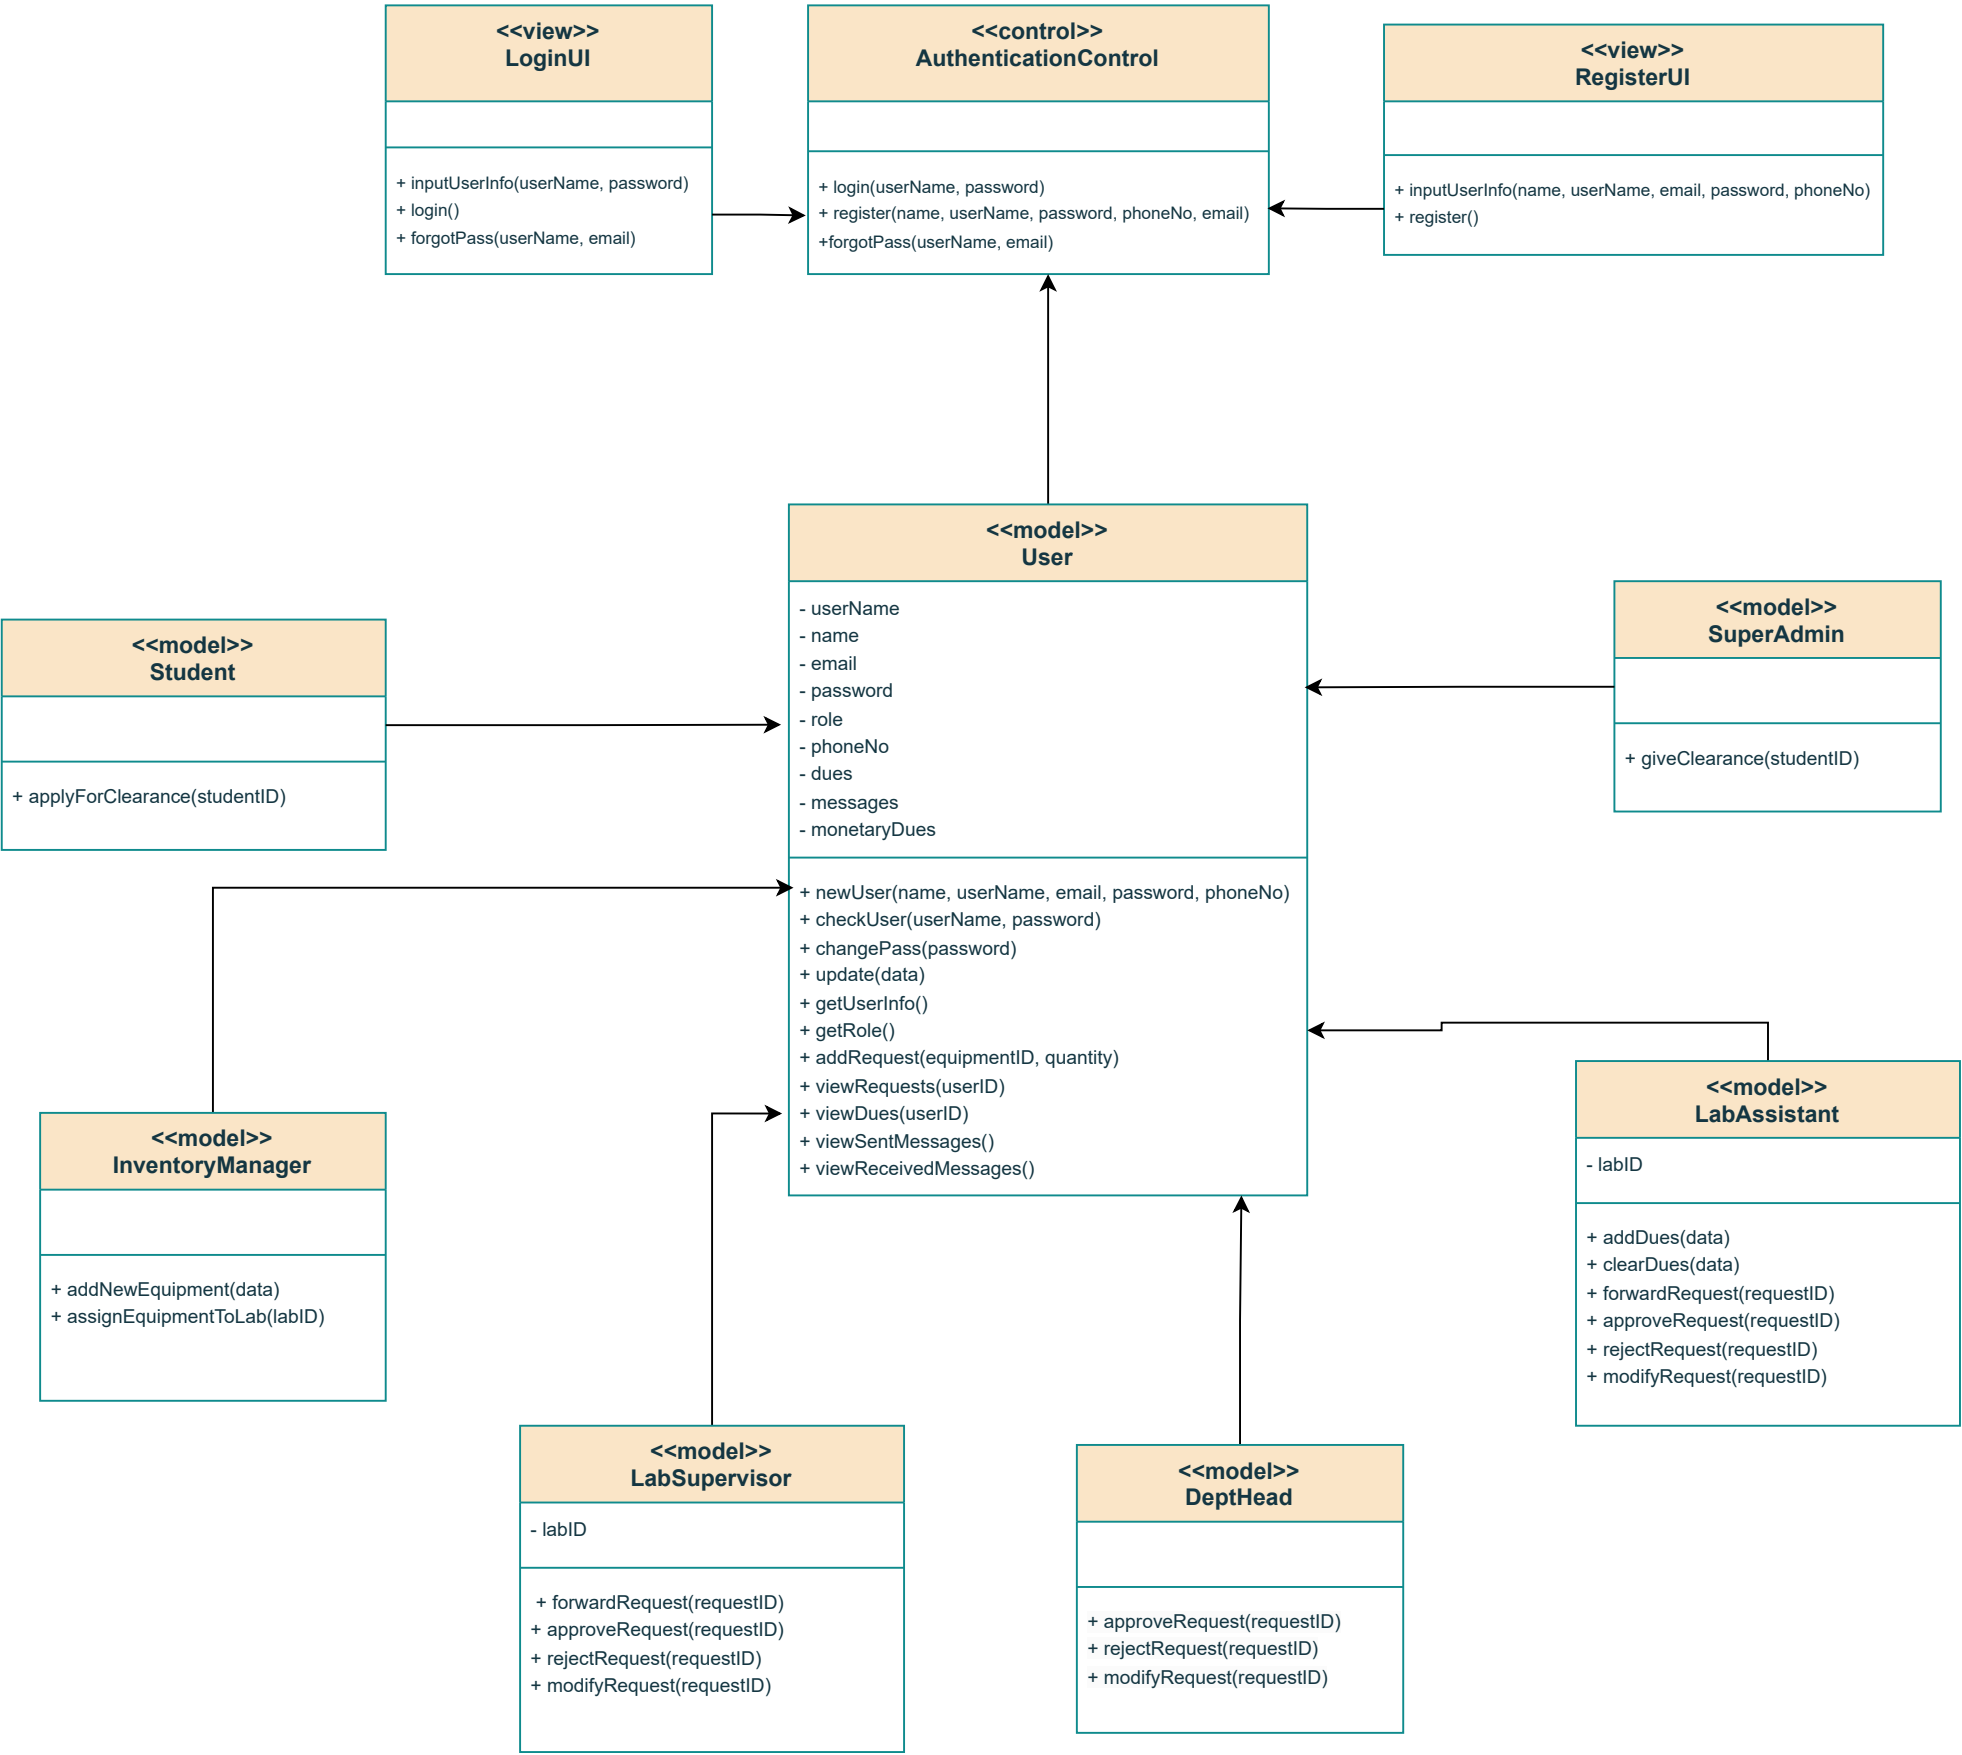 <<view>>
LoginUI
+ inputUserInfo(userName, password)
+ login()
+ forgotPass(userName, email)
<<control>>
AuthenticationControl
+ login(userName, password)
+ register(name, userName, password, phoneNo, email)
+forgotPass(userName, email)
<<view>>
RegisterUI
+ inputUserInfo(name, userName, email, password, phoneNo)
+ register()
<<model>>
User
- userName
- name
- email
- password
- role
- phoneNo
- dues
- messages
- monetaryDues
+ newUser(name, userName, email, password, phoneNo)
+ checkUser(userName, password)
+ changePass(password)
+ update(data)
+ getUserInfo()
+ getRole()
+ addRequest(equipmentID, quantity)
+ viewRequests(userID)
+ viewDues(userID)
+ viewSentMessages()
+ viewReceivedMessages()
<<model>>
Student
+ applyForClearance(studentID)
<<model>>
SuperAdmin
+ giveClearance(studentID)
<<model>>
InventoryManager
+ addNewEquipment(data)
+ assignEquipmentToLab(labID)
<<model>>
LabAssistant
- labID
+ addDues(data)
+ clearDues(data)
+ forwardRequest(requestID)
+ approveRequest(requestID)
+ rejectRequest(requestID)
+ modifyRequest(requestID)
<<model>>
LabSupervisor
- labID
+ forwardRequest(requestID)
+ approveRequest(requestID)
+ rejectRequest(requestID)
+ modifyRequest(requestID)
<<model>>
DeptHead
+ approveRequest(requestID)
+ rejectRequest(requestID)
+ modifyRequest(requestID)